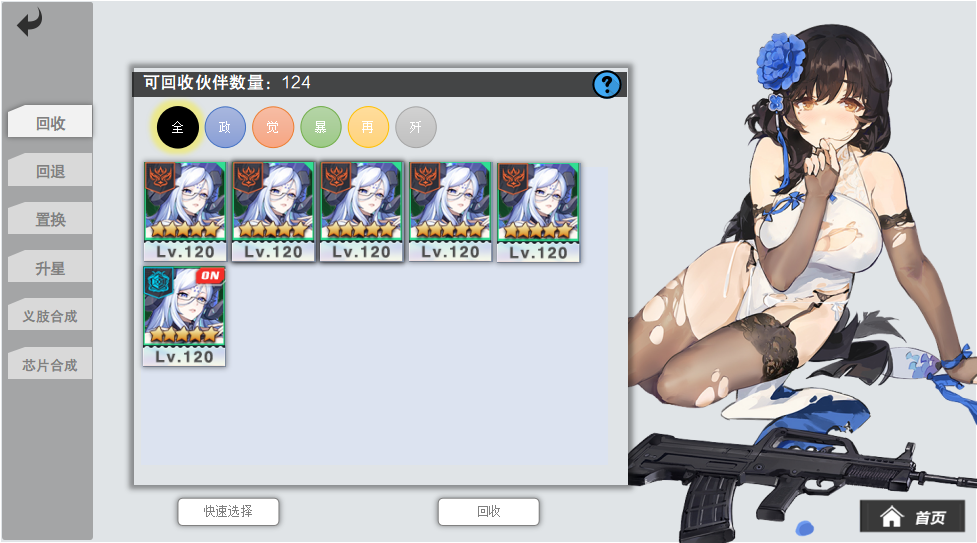 可回收伙伴数量：124
?
全 政 觉 暴 再 歼
回收
回退
置换
升星
义肢合成
芯片合成
Lv.120 Lv.120 Lv.120 Lv.120 Lv.120
ON
Lv.120
快速选择 回收
首页